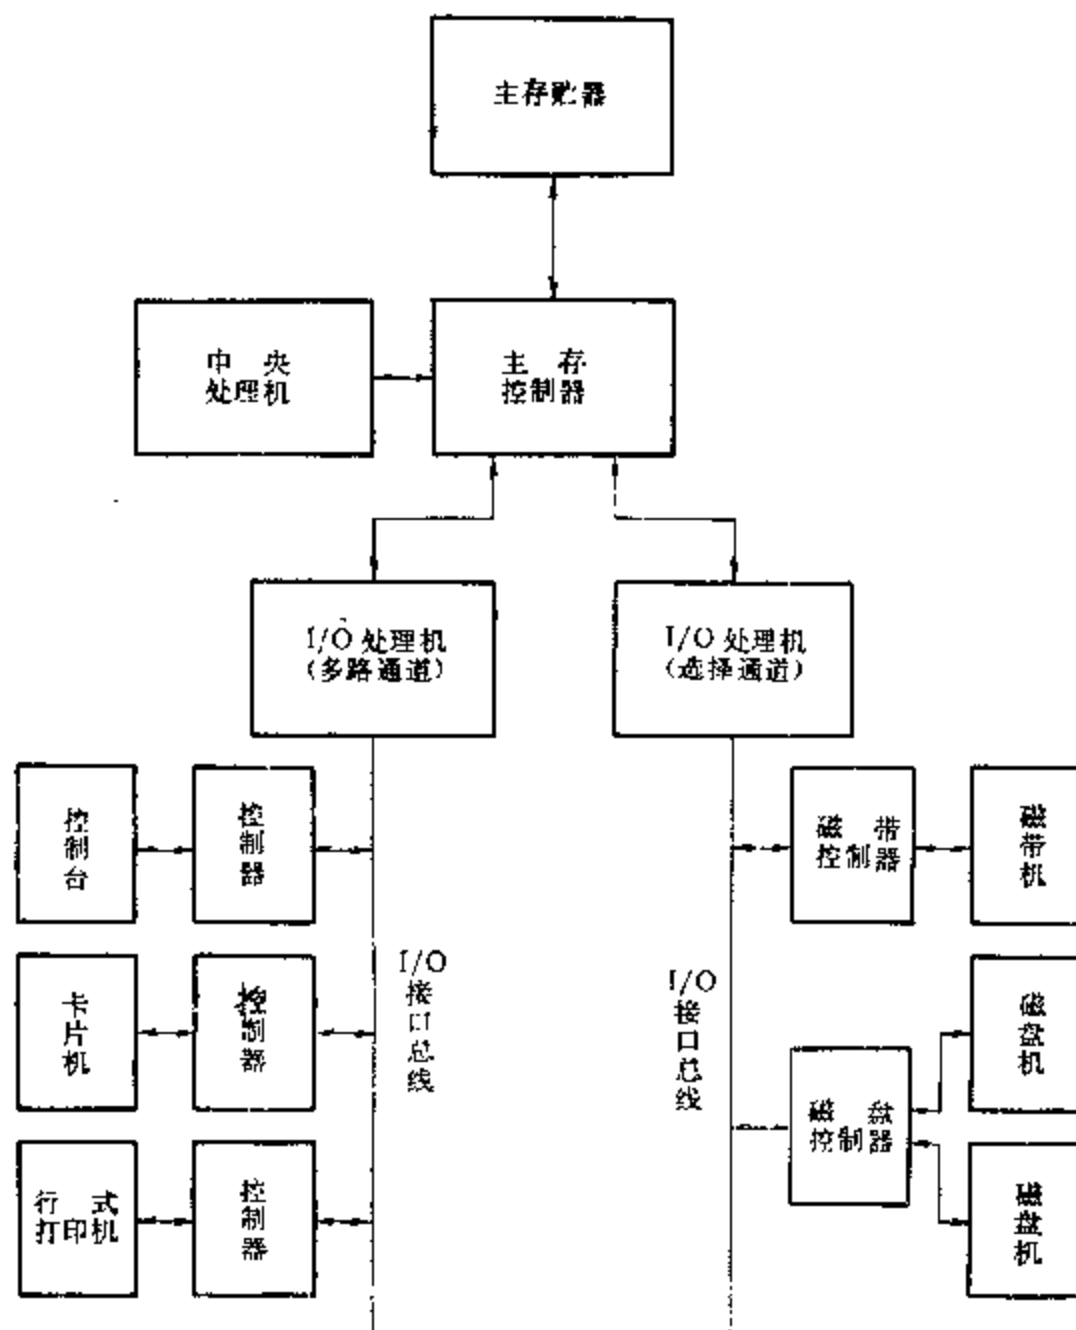 主存贮器
中央
处理机
主存
控制器
I/O 处理机
(多路通道)
I/O 处理机
(选择通道)
控制台
控制器
磁带
控制器
磁带机
I/O接口总线
I/O接口总线
卡片机
控制器
磁盘机
磁盘
控制器
行式
打印机
控制器
磁盘机